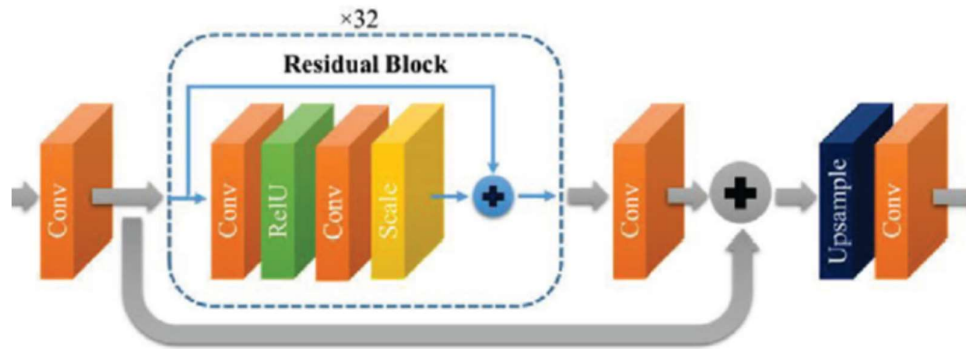 ×32
Residual Block
Conv
Conv
RelU
Conv
Scale
Conv
Upsample
Conv